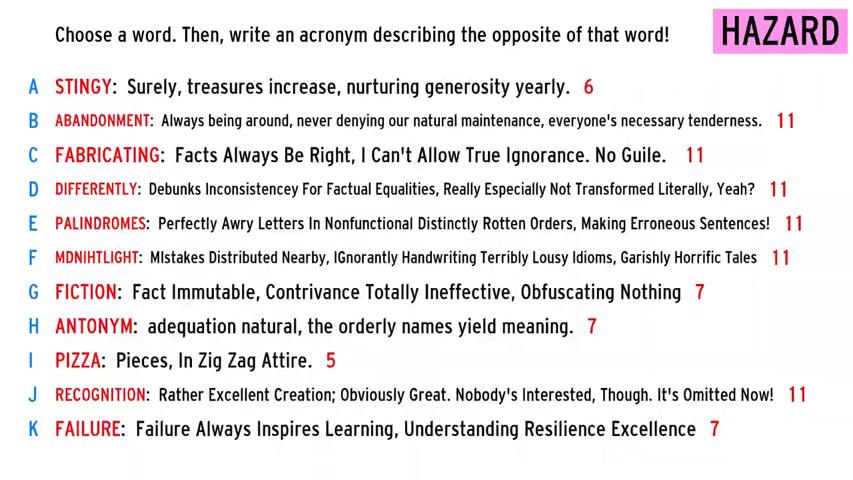 Choose a word. Then, write an acronym describing the opposite of that word!
HAZARD
A STINGY: Surely, treasures increase, nurturing generosity yearly. 6
B ABANDONMENT: Always being around, never denying our natural maintenance, everyone's necessary tenderness. 11
C FABRICATING: Facts Always Be Right, I Can't Allow True Ignorance. No Guile. 11
D DIFFERENTLY: Debunks Inconsistencey For Factual Equalities, Really Especially Not Transformed Literally, Yeah? 11
E PALINDROMES: Perfectly Awry Letters In Nonfunctional Distinctly Rotten Orders, Making Erroneous Sentences! 11
F MDNIHTLIGHT: MIstakes Distributed Nearby, IGnorantly Handwriting Terribly Lousy Idioms, Garishly Horrific Tales 11
G FICTION: Fact Immutable, Contrivance Totally Ineffective, Obfuscating Nothing 7
H ANTONYM: adequation natural, the orderly names yield meaning. 7
I PIZZA: Pieces, In Zig Zag Attire. 5
J RECOGNITION: Rather Excellent Creation; Obviously Great. Nobody's Interested, Though. It's Omitted Now! 11
K FAILURE: Failure Always Inspires Learning, Understanding Resilience Excellence 7